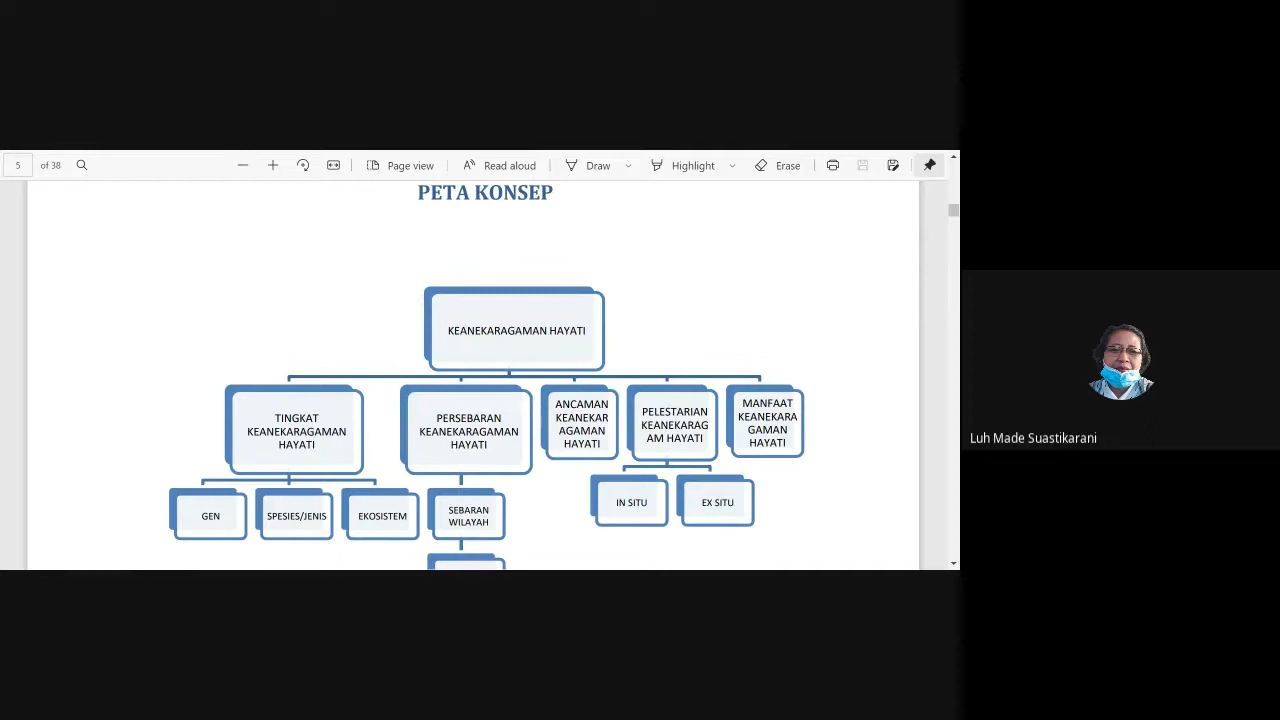 5 of 38 Page view Read aloud Draw Highlight Erase
PETA KONSEP
KEANEKARAGAMAN HAYATI
TINGKAT
KEANEKARAGAMAN
HAYATI
PERSEBARAN
KEANEKARAGAMAN
HAYATI
ANCAMAN
KEANEKAR
AGAMAN
HAYATI
PELESTARIAN
KEANEKARAG
AM HAYATI
MANFAAT
KEANEKARA
GAMAN
HAYATI
GEN
SPESIES/JENIS
EKOSISTEM
SEBARAN
WILAYAH
IN SITU
EX SITU
Luh Made Suastikarani